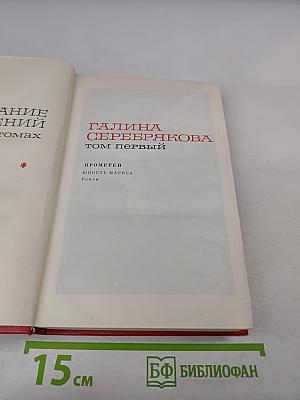 АНИЕ
ЕНИЙ
томах
ГАЛИНА
СЕРЕБРЯКОВА
том первый
ПРОМЕТЕЙ
ЮНОСТЬ МАРКСА
Роман
15 см
БФ БИБЛИОФАН